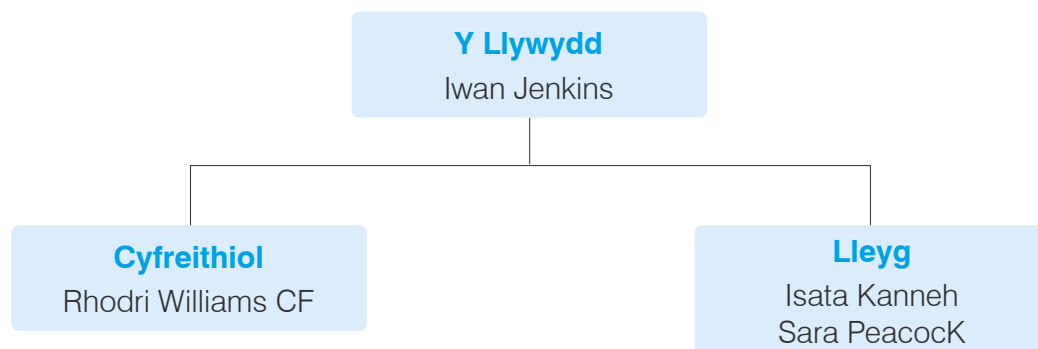 Y Llywydd
Iwan Jenkins
Cyfreithiol
Rhodri Williams CF
Lleyg
Isata Kanneh
Sara PeacocK